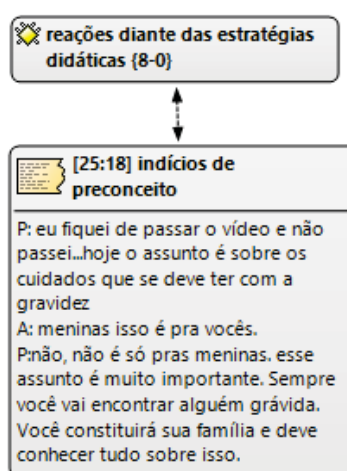 reações diante das estratégias
didáticas {8-0}
[25:18] indícios de
preconceito
P: eu fiquei de passar o vídeo e não
passei...hoje o assunto é sobre os
cuidados que se deve ter com a
gravidez
A: meninas isso é pra vocês.
P:não, não é só pras meninas. esse
assunto é muito importante. Sempre
você vai encontrar alguém grávida.
Você constituirá sua família e deve
conhecer tudo sobre isso.